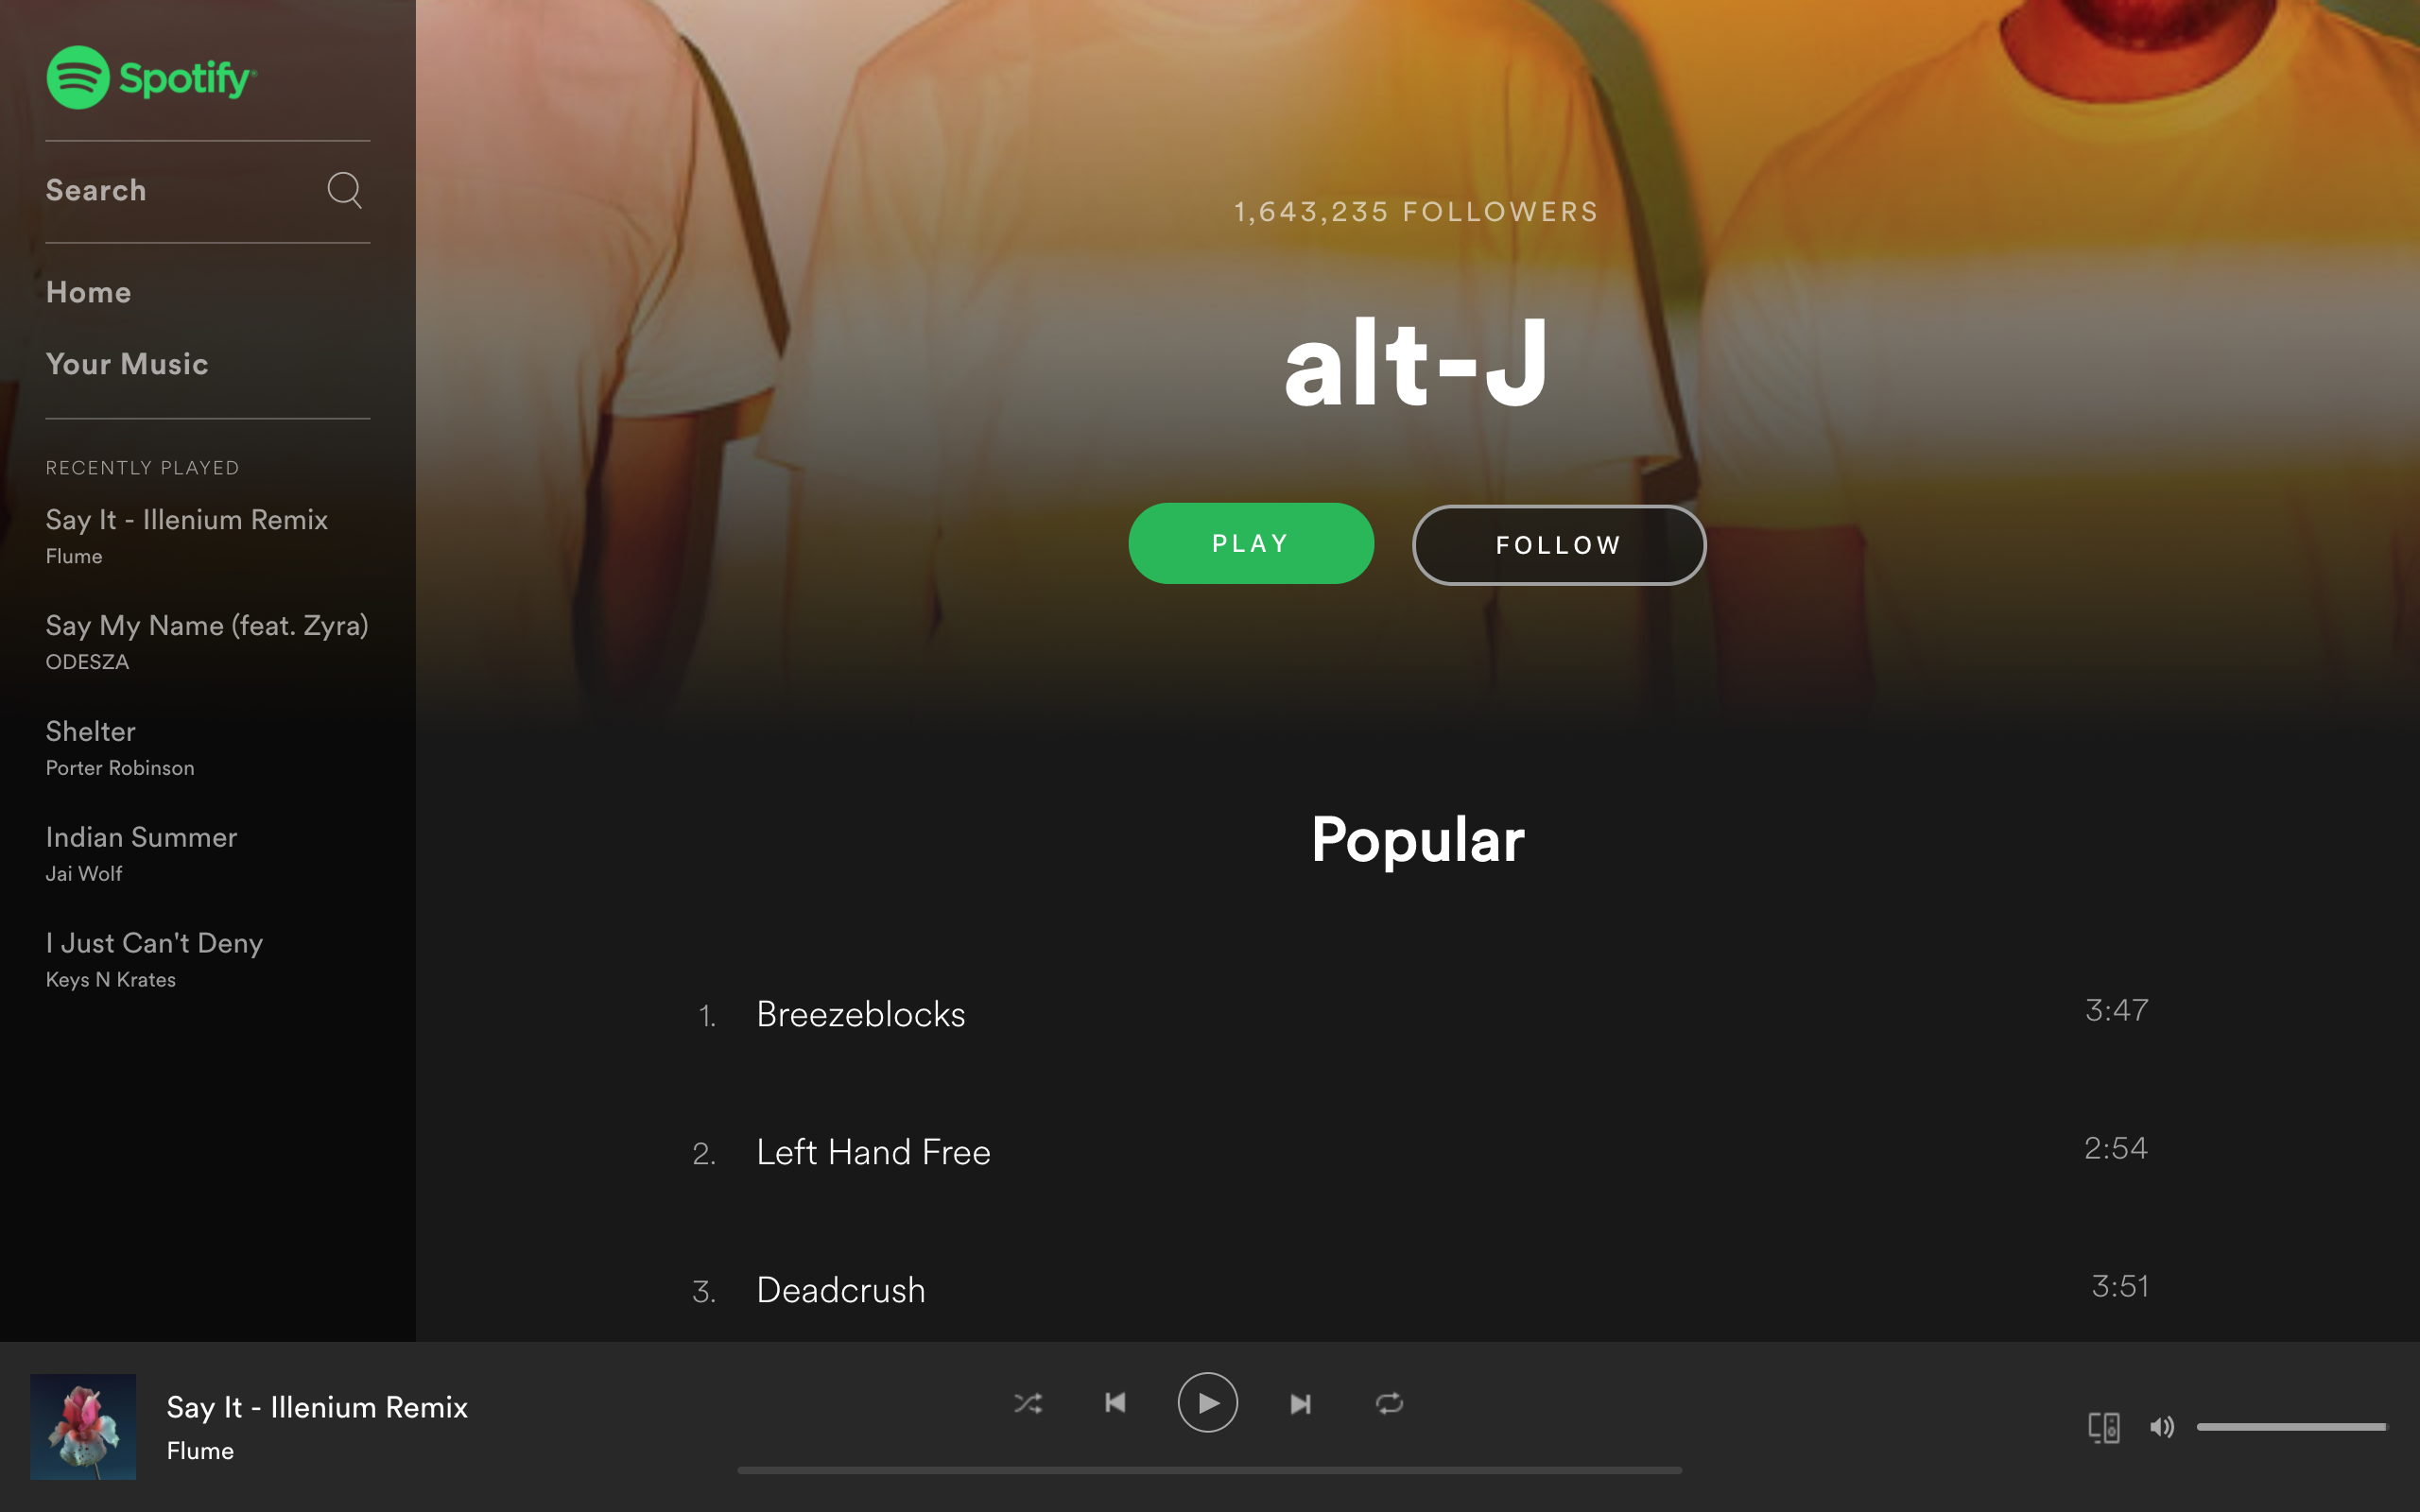 Spotify®
Search
Home
Your Music
RECENTLY PLAYED
Say It - Illenium Remix
Flume
Say My Name (feat. Zyra)
ODESZA
Shelter
Porter Robinson
Indian Summer
Jai Wolf
I Just Can't Deny
Keys N Krates
1,643,235 FOLLOWERS
alt-J
PLAY
FOLLOW
Popular
1. Breezeblocks 3:47
2. Left Hand Free 2:54
3. Deadcrush 3:51
Say It - Illenium Remix
Flume